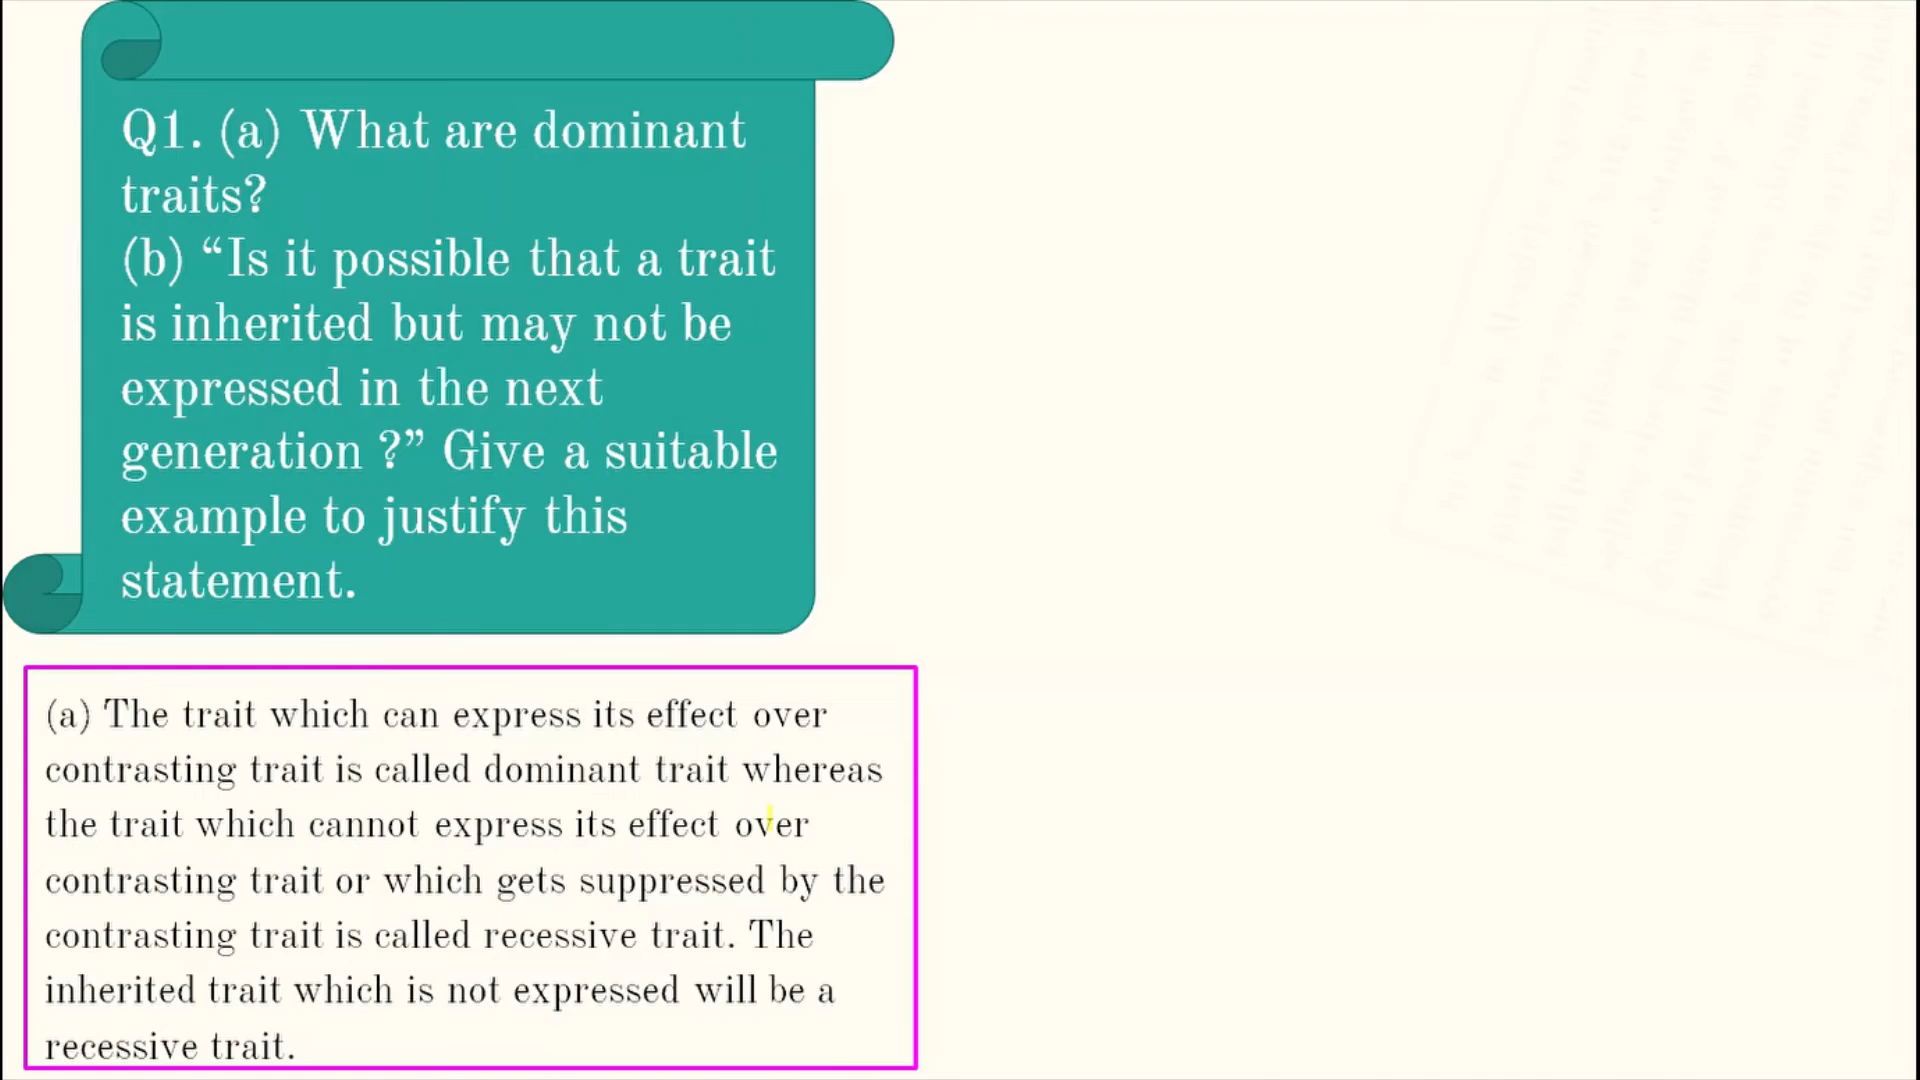 Q1. (a) What are dominant
traits?
(b) “Is it possible that a trait
is inherited but may not be
expressed in the next
generation ?” Give a suitable
example to justify this
statement.
(a) The trait which can express its effect over
contrasting trait is called dominant trait whereas
the trait which cannot express its effect over
contrasting trait or which gets suppressed by the
contrasting trait is called recessive trait. The
inherited trait which is not expressed will be a
recessive trait.